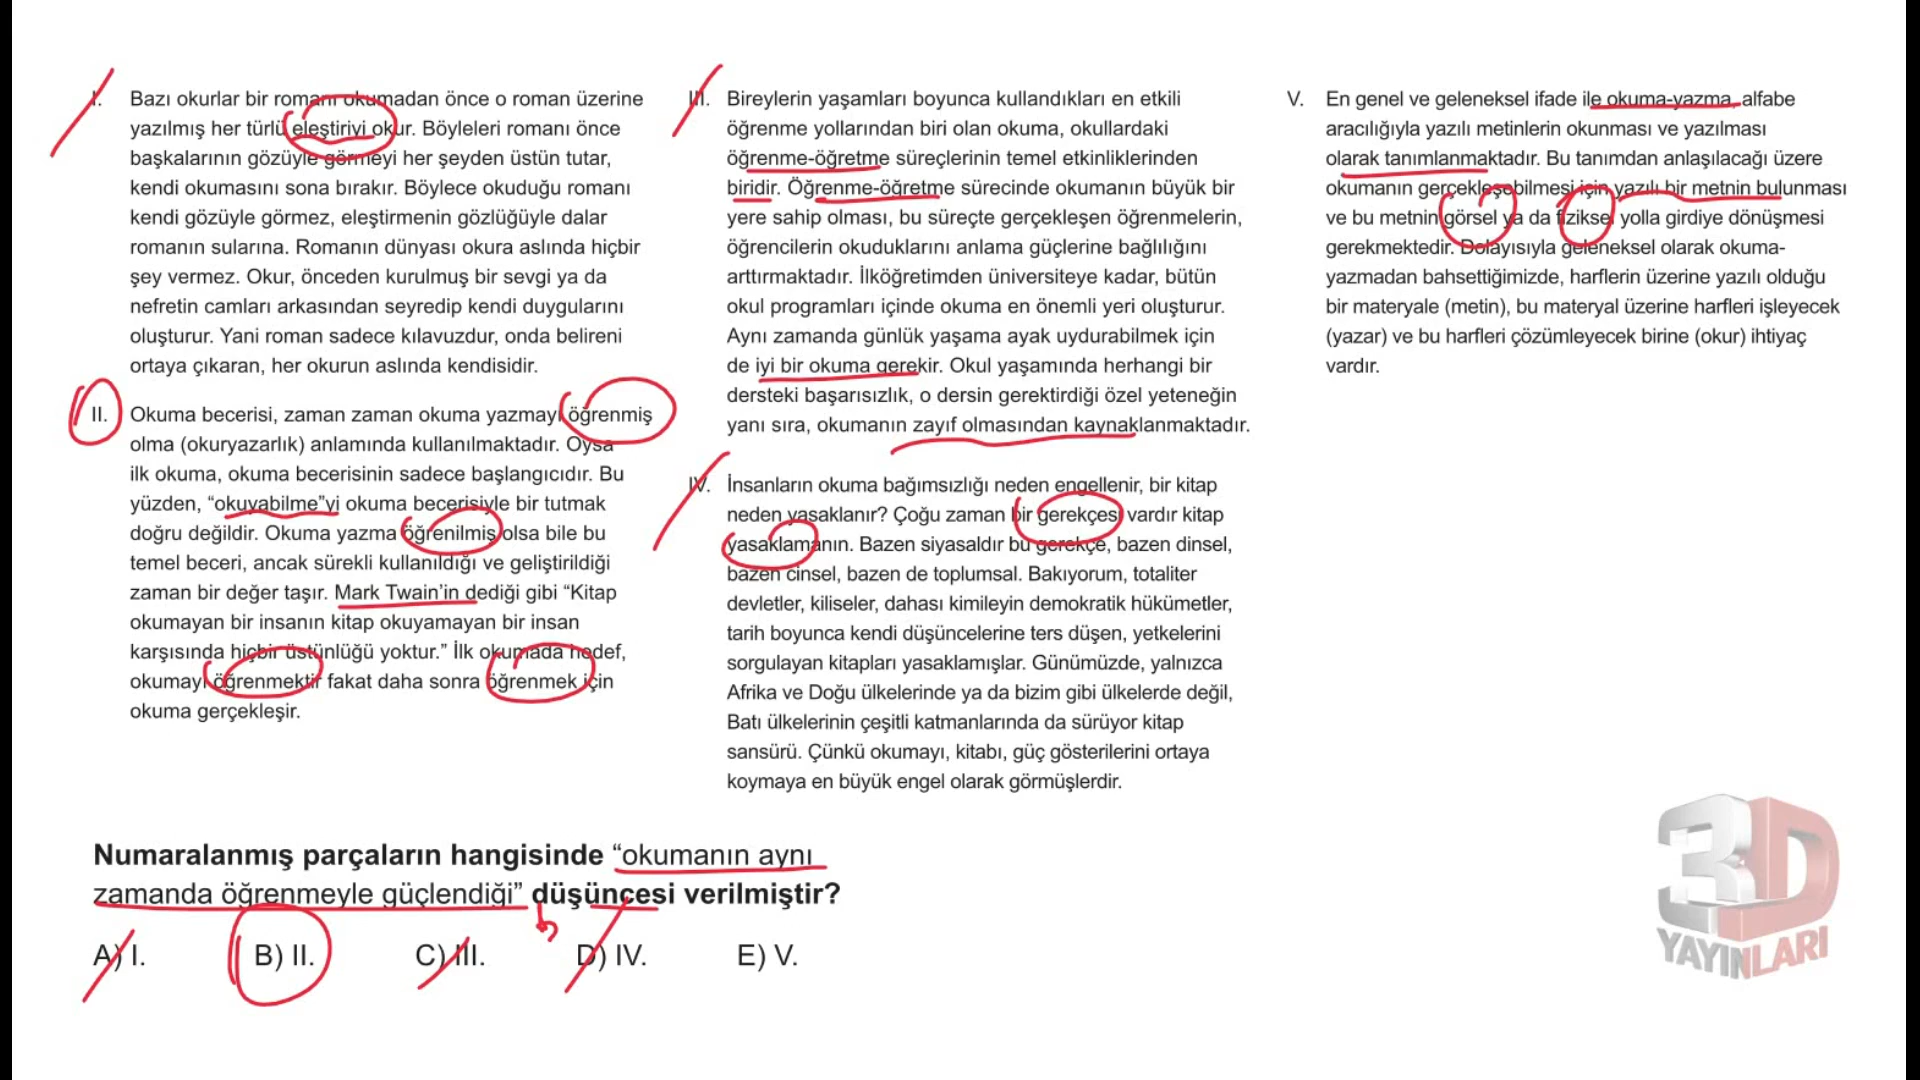 I. Bazı okurlar bir romanı okumadan önce o roman üzerine
yazılmış her türlü eleştiriyi okur. Böyleleri romanı önce
başkalarının gözüyle görmeyi her şeyden üstün tutar,
kendi okumasını sona bırakır. Böylece okuduğu romanı
kendi gözüyle görmez, eleştirmenin gözlüğüyle dalar
romanın sularına. Romanın dünyası okura aslında hiçbir
şey vermez. Okur, önceden kurulmuş bir sevgi ya da
nefretin camları arkasından seyredip kendi duygularını
oluşturur. Yani roman sadece kılavuzdur, onda belireni
ortaya çıkaran, her okurun aslında kendisidir.
II. Okuma becerisi, zaman zaman okuma yazmayı öğrenmiş
olma (okuryazarlık) anlamında kullanılmaktadır. Oysa
ilk okuma, okuma becerisinin sadece başlangıcıdır. Bu
yüzden, “okuyabilme”yi okuma becerisiyle bir tutmak
doğru değildir. Okuma yazma öğrenilmiş olsa bile bu
temel beceri, ancak sürekli kullanıldığı ve geliştirildiği
zaman bir değer taşır. Mark Twain’in dediği gibi “Kitap
okumayan bir insanın kitap okuyamayan bir insan
karşısında hiçbir üstünlüğü yoktur.” İlk okumada hedef,
okumayı öğrenmektir fakat daha sonra öğrenmek için
okuma gerçekleşir.
III. Bireylerin yaşamları boyunca kullandıkları en etkili
öğrenme yollarından biri olan okuma, okullardaki
öğrenme-öğretme süreçlerinin temel etkinliklerinden
biridir. Öğrenme-öğretme sürecinde okumanın büyük bir
yere sahip olması, bu süreçte gerçekleşen öğrenmelerin,
öğrencilerin okuduklarını anlama güçlerine bağlılığını
arttırmaktadır. İlköğretimden üniversiteye kadar, bütün
okul programları içinde okuma en önemli yeri oluşturur.
Aynı zamanda günlük yaşama ayak uydurabilmek için
de iyi bir okuma gerekir. Okul yaşamında herhangi bir
dersteki başarısızlık, o dersin gerektirdiği özel yeteneğin
yanı sıra, okumanın zayıf olmasından kaynaklanmaktadır.
IV. İnsanların okuma bağımsızlığı neden engellenir, bir kitap
neden yasaklanır? Çoğu zaman bir gerekçesi vardır kitap
yasaklamanın. Bazen siyasaldır bu gerekçe, bazen dinsel,
bazen cinsel, bazen de toplumsal. Bakıyorum, totaliter
devletler, kiliseler, dahası kimileyin demokratik hükümetler,
tarih boyunca kendi düşüncelerine ters düşen, yetkelerini
sorgulayan kitapları yasaklamışlar. Günümüzde, yalnızca
Afrika ve Doğu ülkelerinde ya da bizim gibi ülkelerde değil,
Batı ülkelerinin çeşitli katmanlarında da sürüyor kitap
sansürü. Çünkü okumayı, kitabı, güç gösterilerini ortaya
koymaya en büyük engel olarak görmüşlerdir.
V. En genel ve geleneksel ifade ile okuma-yazma, alfabe
aracılığıyla yazılı metinlerin okunması ve yazılması
olarak tanımlanmaktadır. Bu tanımdan anlaşılacağı üzere
okumanın gerçekleşebilmesi için yazılı bir metnin bulunması
ve bu metnin görsel ya da fiziksel yolla girdiye dönüşmesi
gerekmektedir. Dolayısıyla geleneksel olarak okuma-
yazmadan bahsettiğimizde, harflerin üzerine yazılı olduğu
bir materyale (metin), bu materyal üzerine harfleri işleyecek
(yazar) ve bu harfleri çözümleyecek birine (okur) ihtiyaç
vardır.
Numaralanmış parçaların hangisinde “okumanın aynı
zamanda öğrenmeyle güçlendiği” düşüncesi verilmiştir?
A) I. B) II. C) III. D) IV. E) V.
3D
YAYINLARI